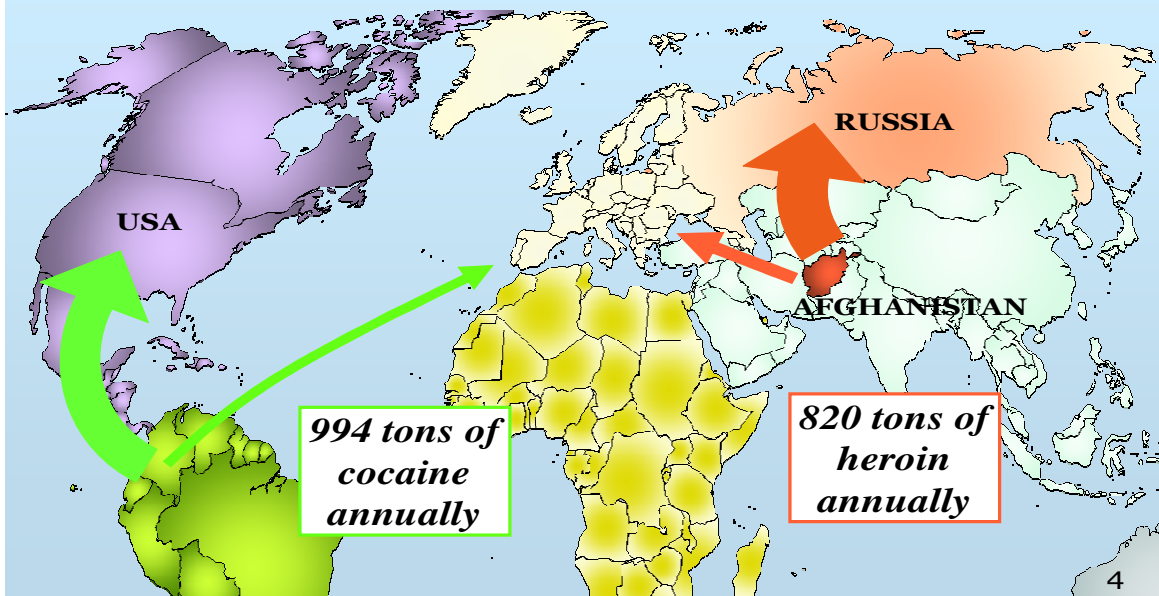 RUSSIA
USA
AFGHANISTAN
994 tons of
cocaine
annually
820 tons of
heroin
annually
4